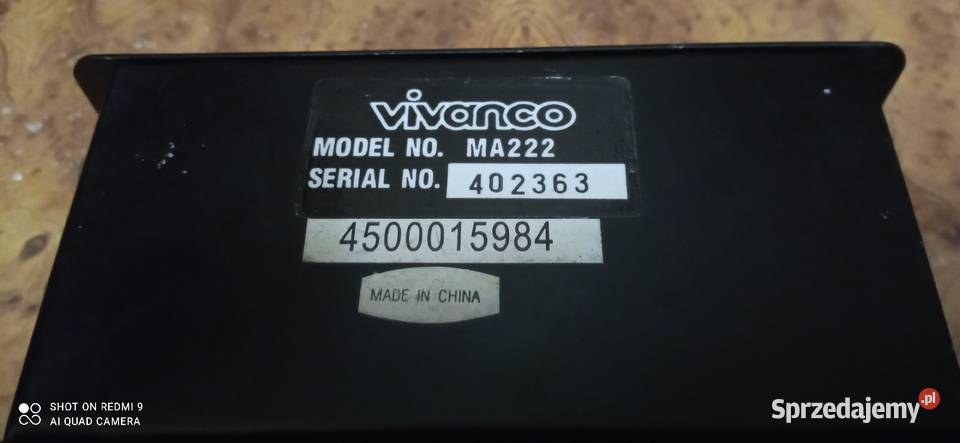 vivanco
MODEL NO. MA222
SERIAL NO. 402363
4500015984
MADE IN CHINA
SHOT ON REDMI 9
AI QUAD CAMERA
Sprzedajemy.pl